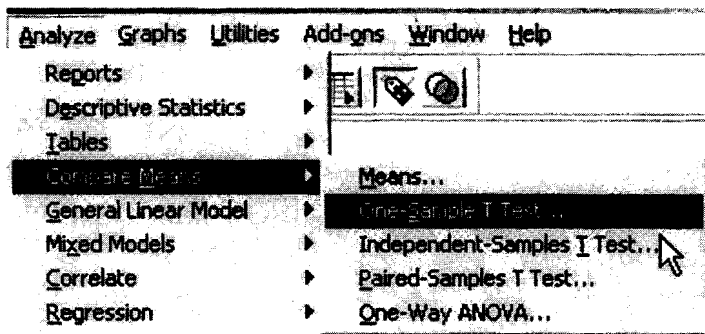 Analyze Graphs Utilities Add-ons Window Help
Reports
Descriptive Statistics
Tables
Compare Means
General Linear Model
Mixed Models
Correlate
Regression
Means...
One-Sample T Test...
Independent-Samples T Test...
Paired-Samples T Test...
One-Way ANOVA...